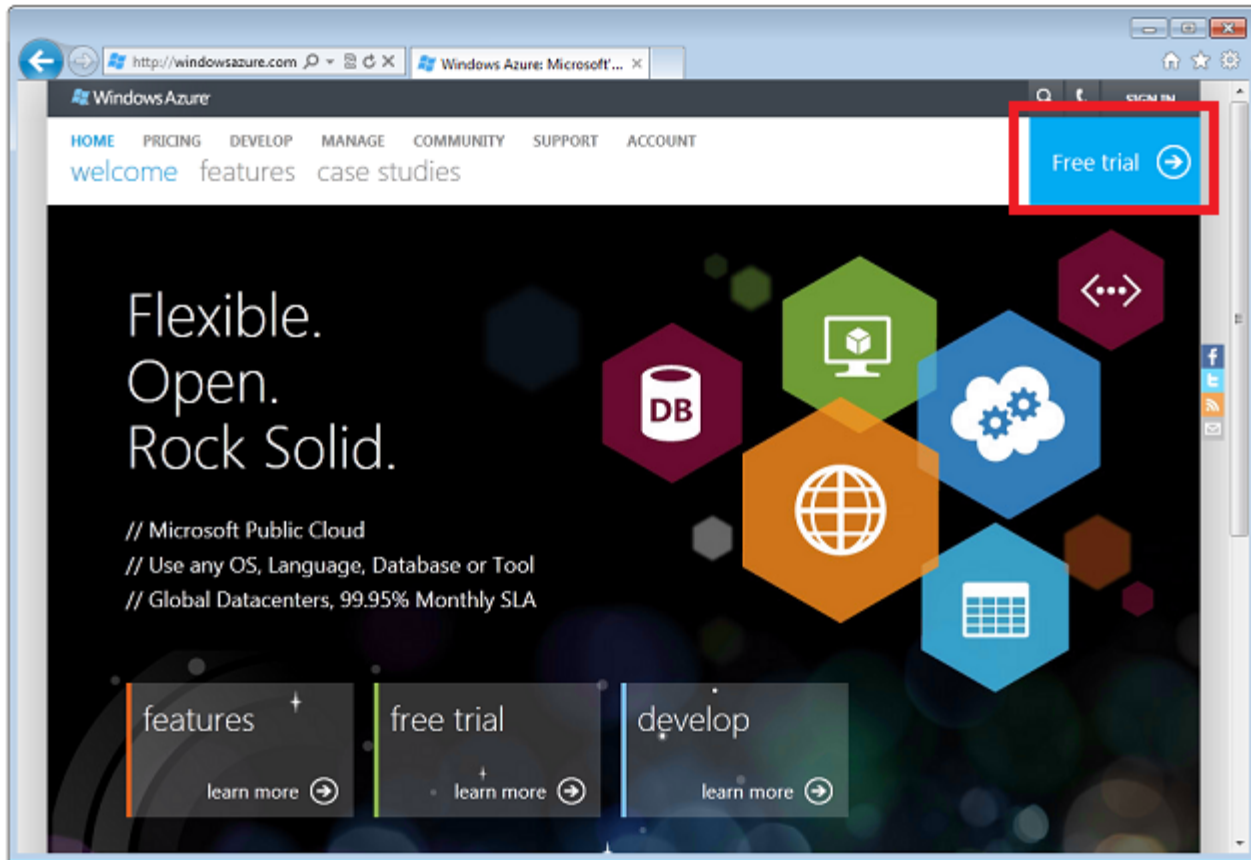 http://windowsazure.com
Windows Azure: Microsoft'...
Windows Azure
SIGN IN
HOME PRICING DEVELOP MANAGE COMMUNITY SUPPORT ACCOUNT
welcome features case studies
Free trial
Flexible.
Open.
Rock Solid.
DB
// Microsoft Public Cloud
// Use any OS, Language, Database or Tool
// Global Datacenters, 99.95% Monthly SLA
features free trial develop
learn more learn more learn more